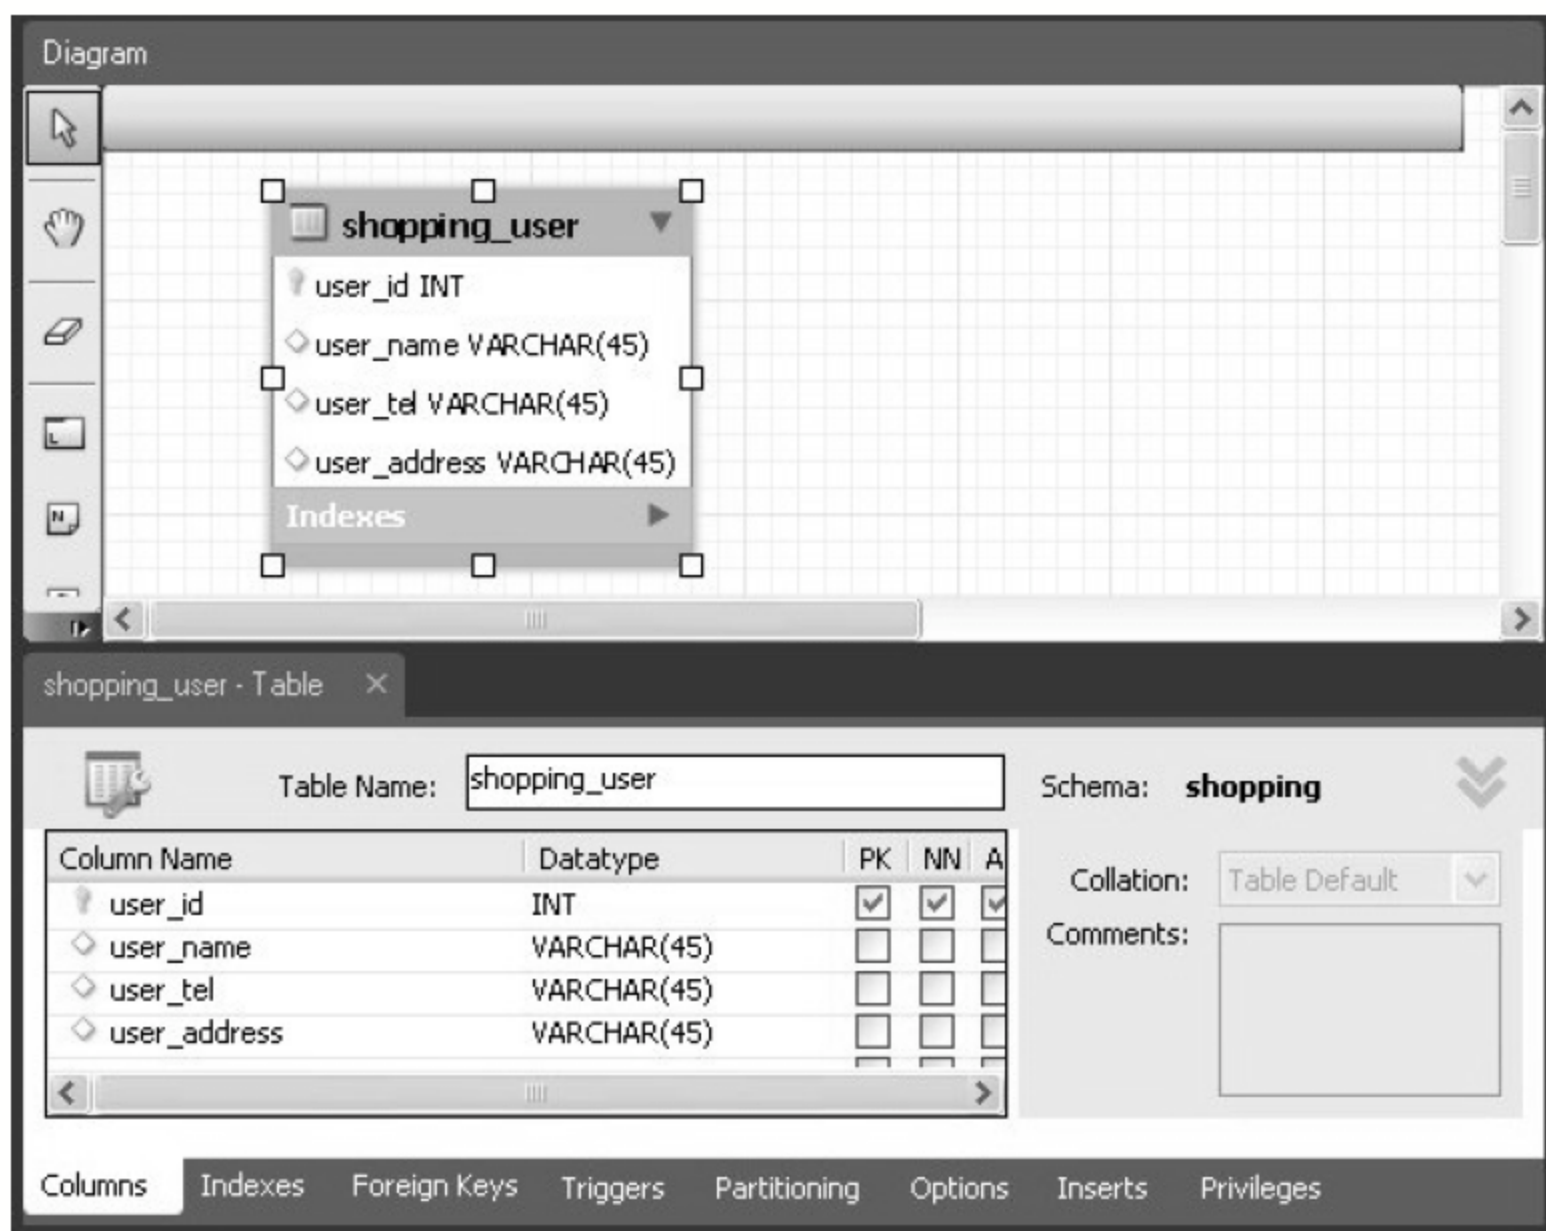 Diagram
shopping_user
user_id INT
user_name VARCHAR(45)
user_tel VARCHAR(45)
user_address VARCHAR(45)
Indexes
L
N
shopping_user - Table ×
Table Name: shopping_user Schema: shopping
Column Name Datatype PK NN A
user_id INT
user_name VARCHAR(45)
user_tel VARCHAR(45)
user_address VARCHAR(45)
Collation: Table Default
Comments:
Columns Indexes Foreign Keys Triggers Partitioning Options Inserts Privileges